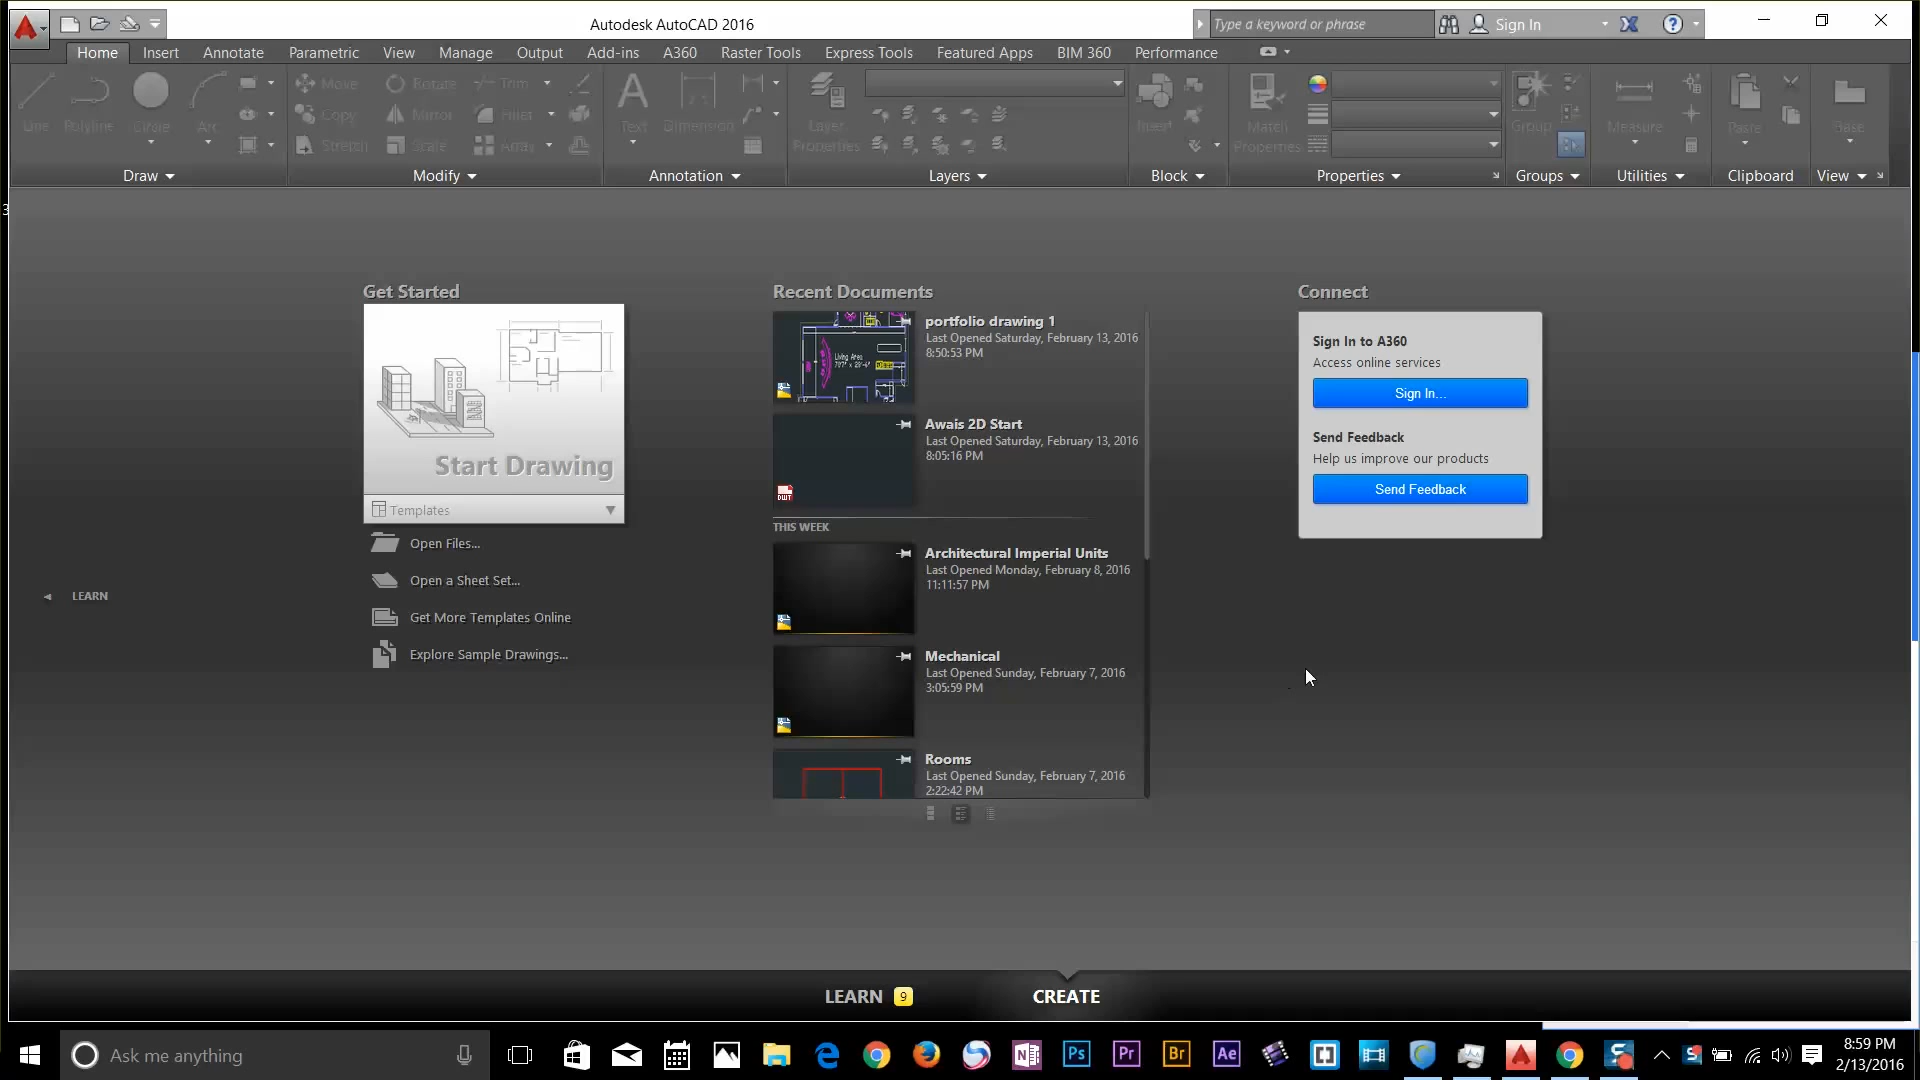 Autodesk AutoCAD 2016
Type a keyword or phrase
Sign In
Home Insert Annotate Parametric View Manage Output Add-ins A360 Raster Tools Express Tools Featured Apps BIM 360 Performance
Line Polyline Circle Arc
Move Rotate Trim
Copy Mirror Fillet
Stretch Scale Array
Text Dimension
Layer Properties
Insert
Match Properties
Group
Measure
Paste
Base
Draw Modify Annotation Layers Block Properties Groups Utilities Clipboard View
3
Get Started
Start Drawing
Templates
Open Files...
Open a Sheet Set...
Get More Templates Online
Explore Sample Drawings...
LEARN
Recent Documents
Living Area
portfolio drawing 1
Last Opened Saturday, February 13, 2016
8:50:53 PM
DWT
Awais 2D Start
Last Opened Saturday, February 13, 2016
8:05:16 PM
THIS WEEK
Architectural Imperial Units
Last Opened Monday, February 8, 2016
11:11:57 PM
Mechanical
Last Opened Sunday, February 7, 2016
3:05:59 PM
Rooms
Last Opened Sunday, February 7, 2016
2:22:42 PM
Connect
Sign In to A360
Access online services
Sign In...
Send Feedback
Help us improve our products
Send Feedback
LEARN 9
CREATE
Ask me anything
N Ps Pr Br Ae
8:59 PM
2/13/2016